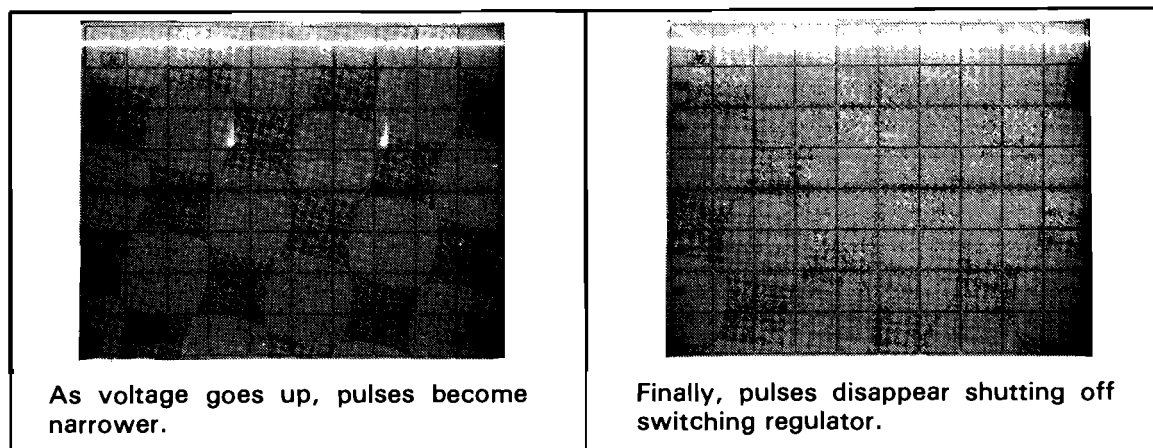 As voltage goes up, pulses become
narrower.
Finally, pulses disappear shutting off
switching regulator.